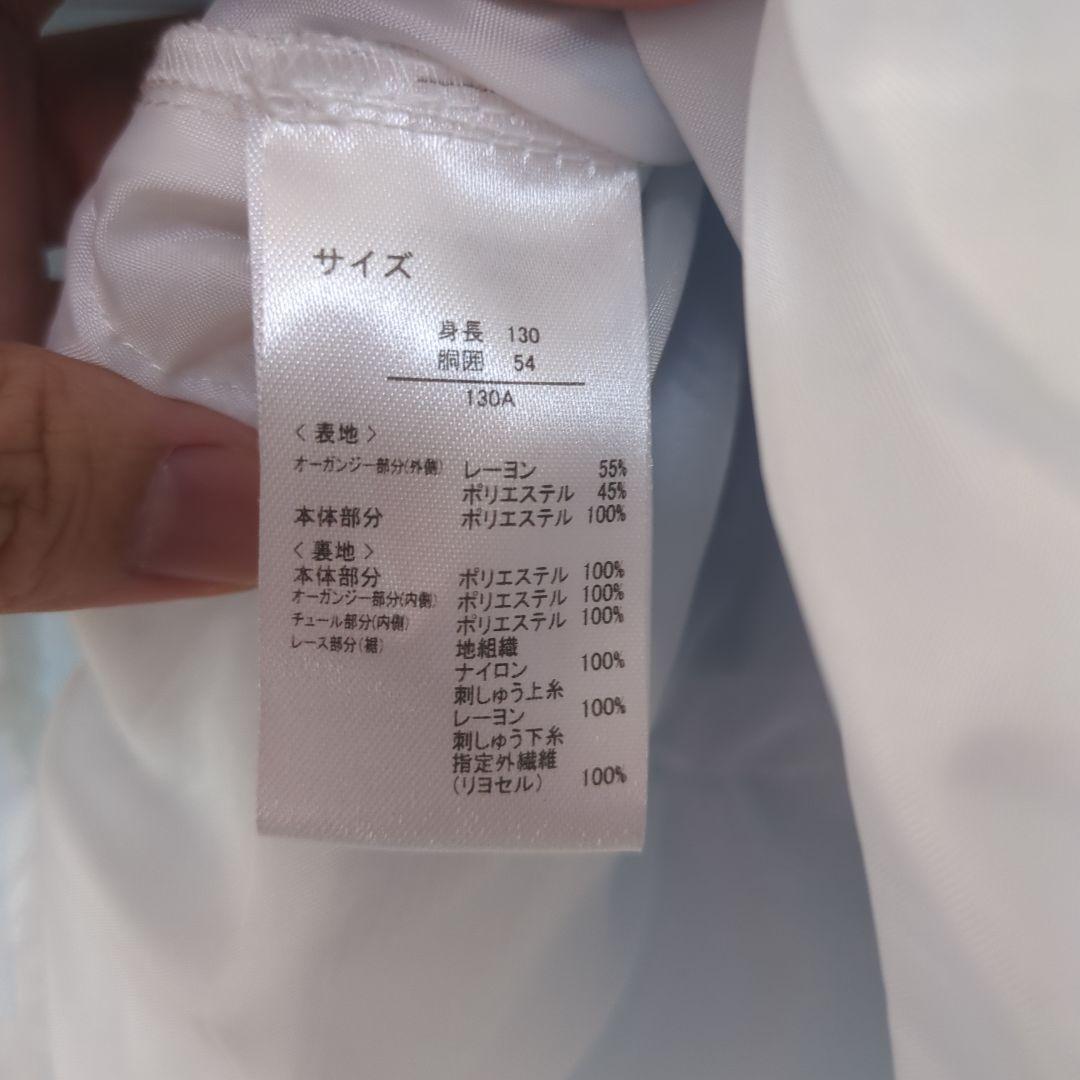 サイズ
身長 130
胴囲 54
130A
〈 表地 〉
オーガンジー部分(外側) レーヨン 55%
ポリエステル 45%
本体部分 ポリエステル 100%
〈 裏地 〉
本体部分 ポリエステル 100%
オーガンジー部分(内側) ポリエステル 100%
チュール部分(内側) ポリエステル 100%
レース部分(裾) 地組織
ナイロン 100%
刺しゅう上糸
レーヨン 100%
刺しゅう下糸
指定外繊維
(リヨセル) 100%